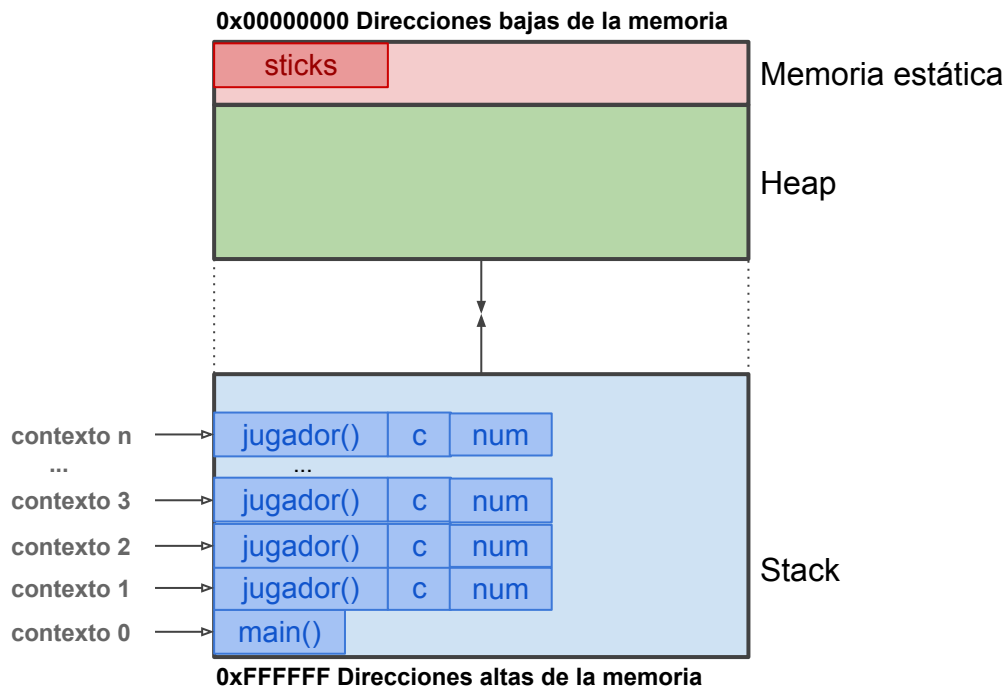 0x00000000 Direcciones bajas de la memoria
sticks
Memoria estática
Heap
contexto n jugador() c num
... ...
contexto 3 jugador() c num
contexto 2 jugador() c num
contexto 1 jugador() c num
Stack
contexto 0 main()
0xFFFFFF Direcciones altas de la memoria